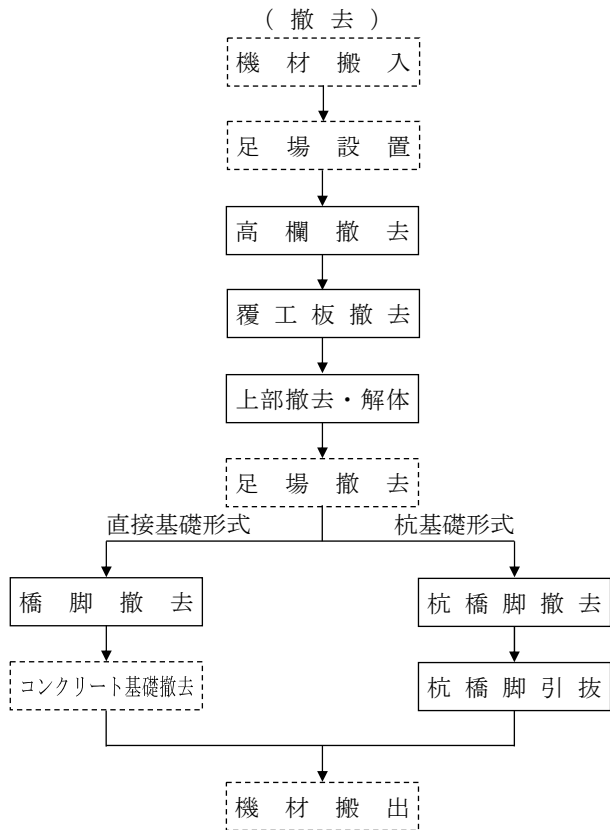 （撤去）
機材搬入
足場設置
高欄撤去
覆工板撤去
上部撤去・解体
足場撤去
直接基礎形式
杭基礎形式
橋脚撤去
杭橋脚撤去
コンクリート基礎撤去
杭橋脚引抜
機材搬出